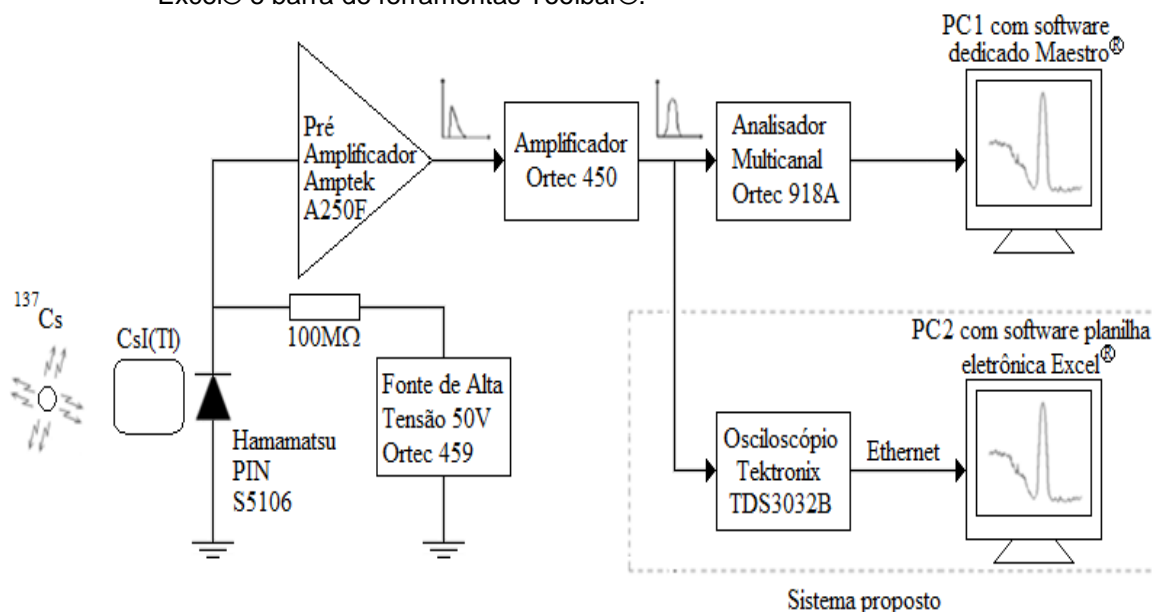 Excel® e barra de ferramentas Toolbar®.
PC1 com software
dedicado Maestro®
Pré
Amplificador
Amptek
A250F
Amplificador
Ortec 450
Analisador
Multicanal
Ortec 918A
137Cs
CsI(Tl)
100MΩ
Hamamatsu
PIN
S5106
Fonte de Alta
Tensão 50V
Ortec 459
PC2 com software planilha
eletrônica Excel®
Osciloscópio
Tektronix
TDS3032B
Ethernet
Sistema proposto